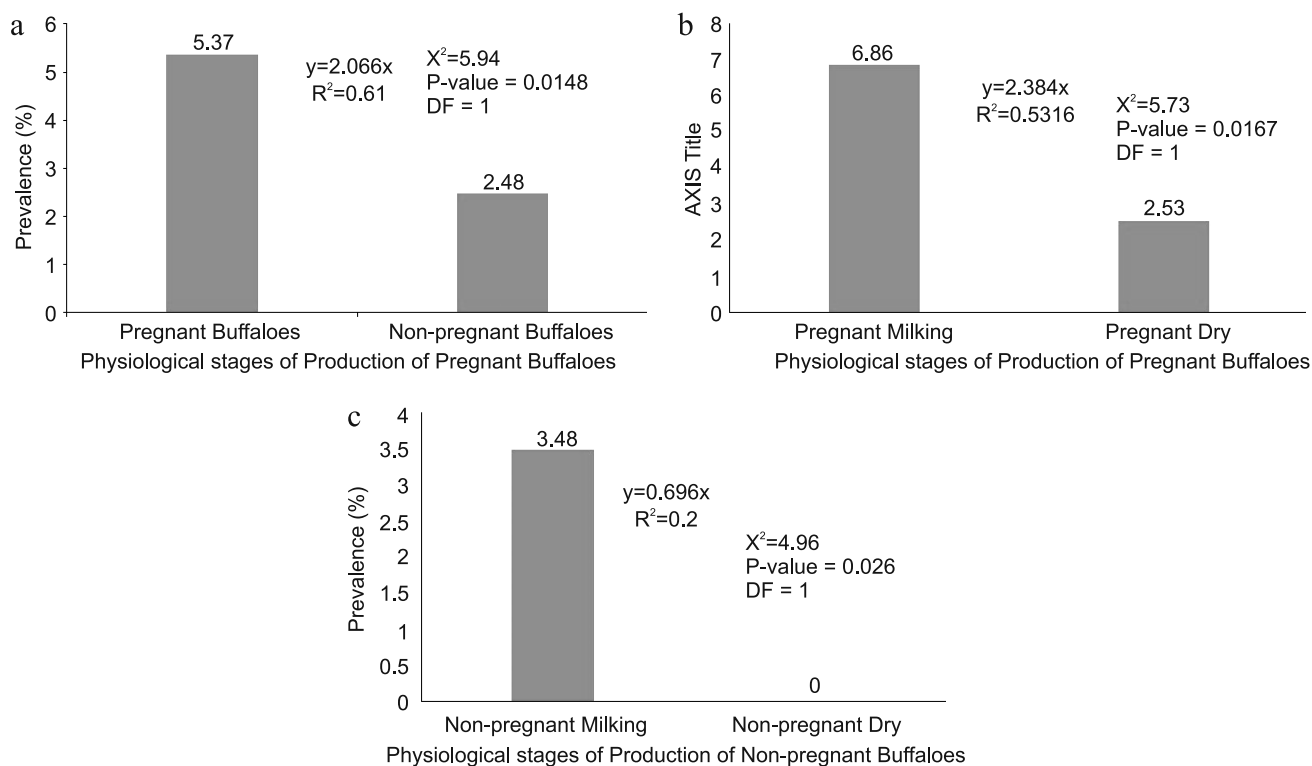 a
6
5
4
3
2
1
0
Prevalence (%)
5.37
2.48
y=2.066x
R²=0.61
X²=5.94
P-value = 0.0148
DF = 1
Pregnant Buffaloes
Non-pregnant Buffaloes
Physiological stages of Production of Pregnant Buffaloes
b
8
7
6
5
4
3
2
1
0
AXIS Title
6.86
2.53
y=2.384x
R²=0.5316
X²=5.73
P-value = 0.0167
DF = 1
Pregnant Milking
Pregnant Dry
Physiological stages of Production of Pregnant Buffaloes
c
4
3.5
3
2.5
2
1.5
1
0.5
0
Prevalence (%)
3.48
0
y=0.696x
R²=0.2
X²=4.96
P-value = 0.026
DF = 1
Non-pregnant Milking
Non-pregnant Dry
Physiological stages of Production of Non-pregnant Buffaloes